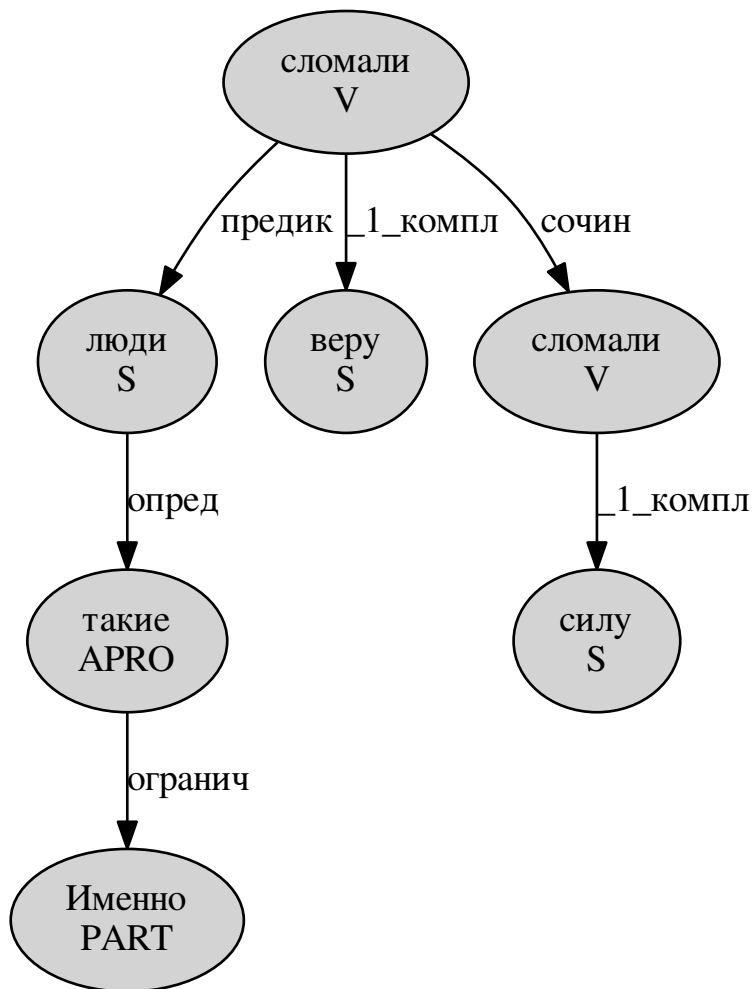 сломали
V
предик
_1_компл
сочин
люди
S
веру
S
сломали
V
опред
_1_компл
такие
APRO
силу
S
огранич
Именно
PART